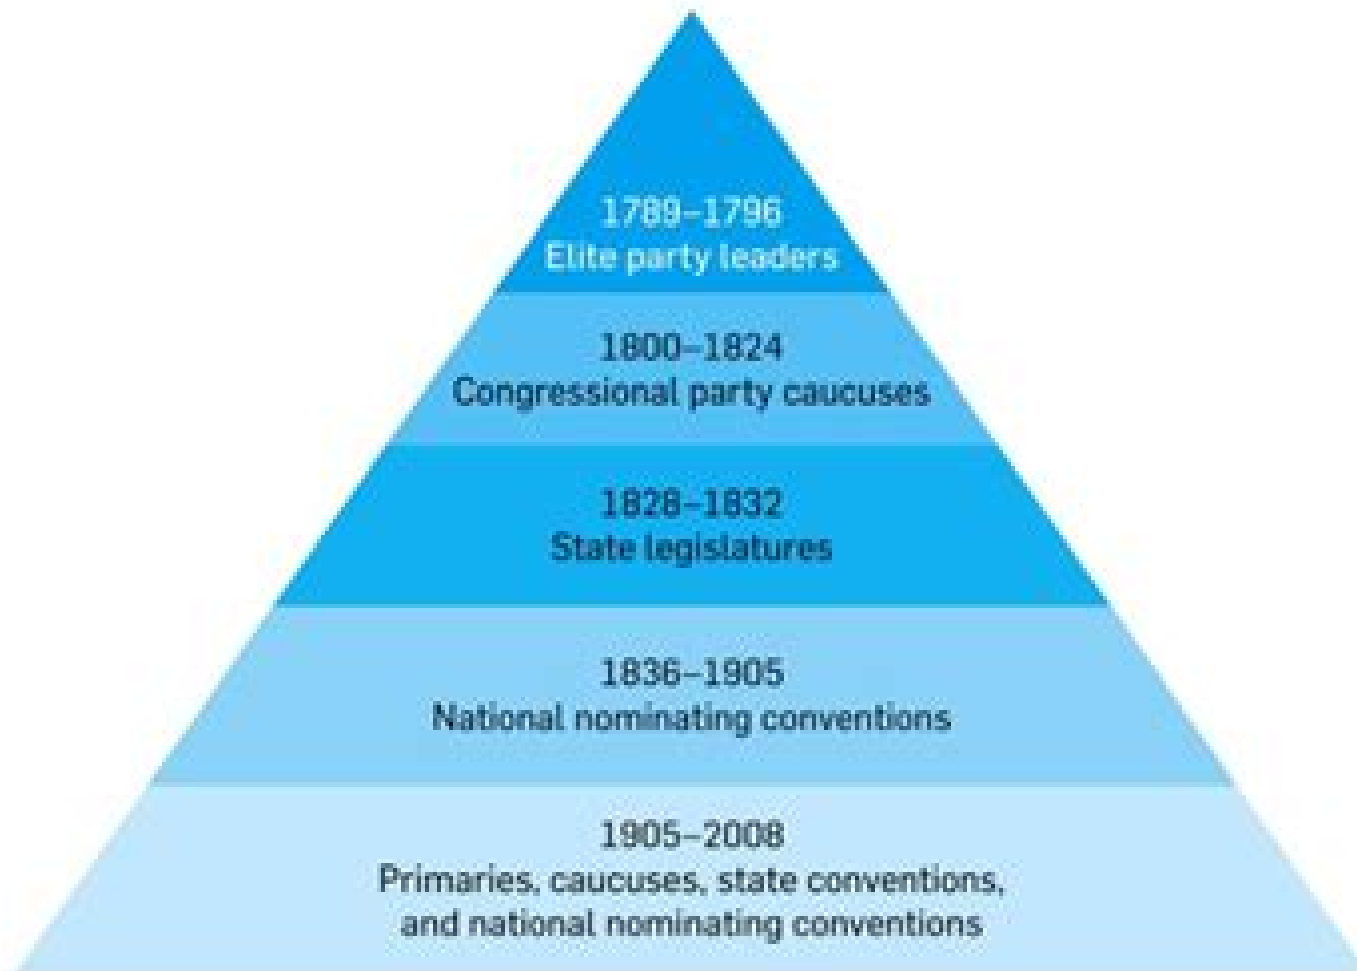 1789–1796
Elite party leaders
1800–1824
Congressional party caucuses
1828–1832
State legislatures
1836–1905
National nominating conventions
1905–2008
Primaries, caucuses, state conventions,
and national nominating conventions